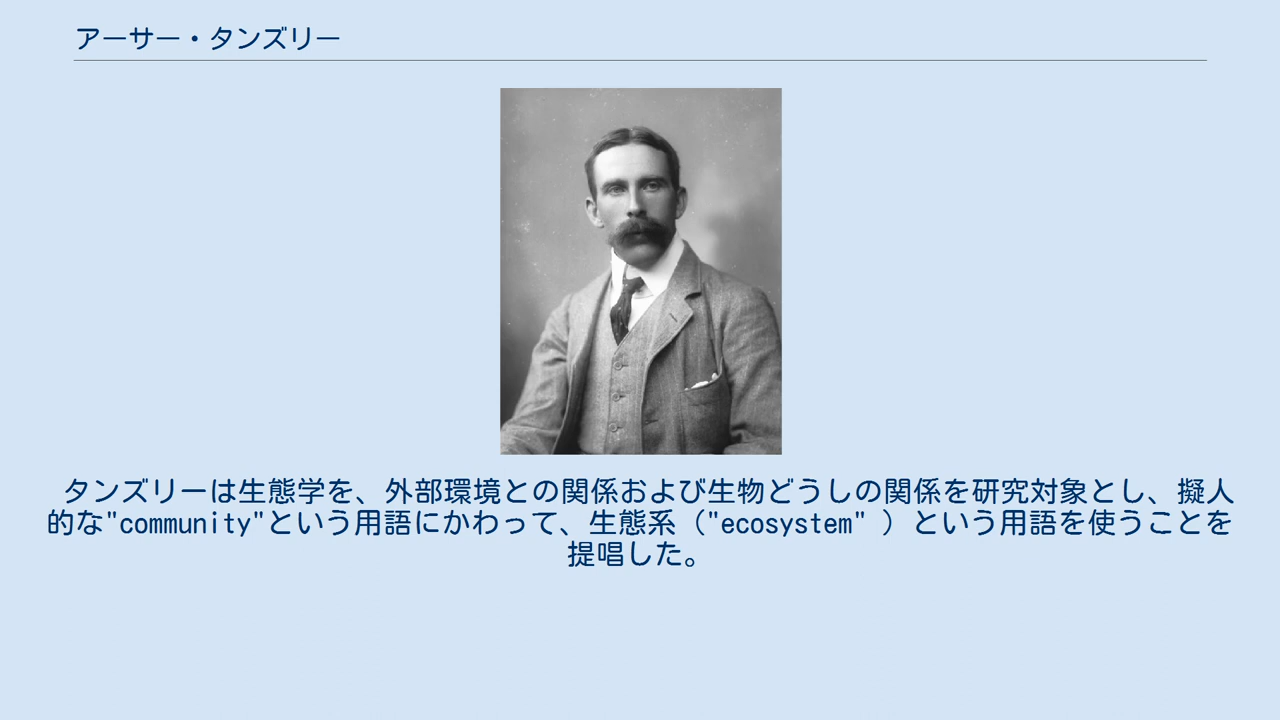 アーサー・タンズリー
タンズリーは生態学を、外部環境との関係および生物どうしの関係を研究対象とし、擬人
的な"community"という用語にかわって、生態系（"ecosystem" ）という用語を使うことを
提唱した。